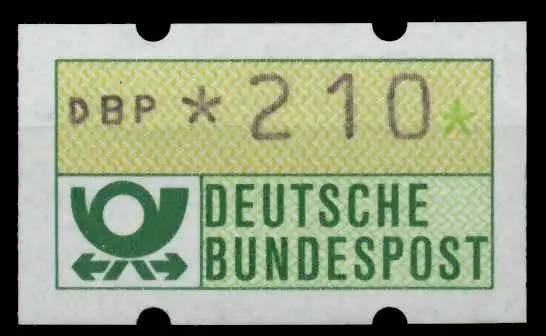 DBP *210*
DEUTSCHE
BUNDESPOST